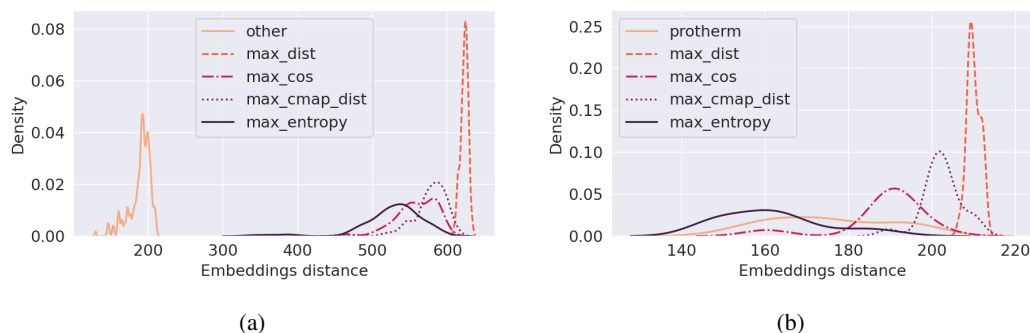 0.08
0.06
0.04
0.02
0.00
Density
other
max_dist
max_cos
max_cmap_dist
max_entropy
200 300 400 500 600
Embeddings distance
(a)
0.25
0.20
0.15
0.10
0.05
0.00
Density
protherm
max_dist
max_cos
max_cmap_dist
max_entropy
140 160 180 200 220
Embeddings distance
(b)